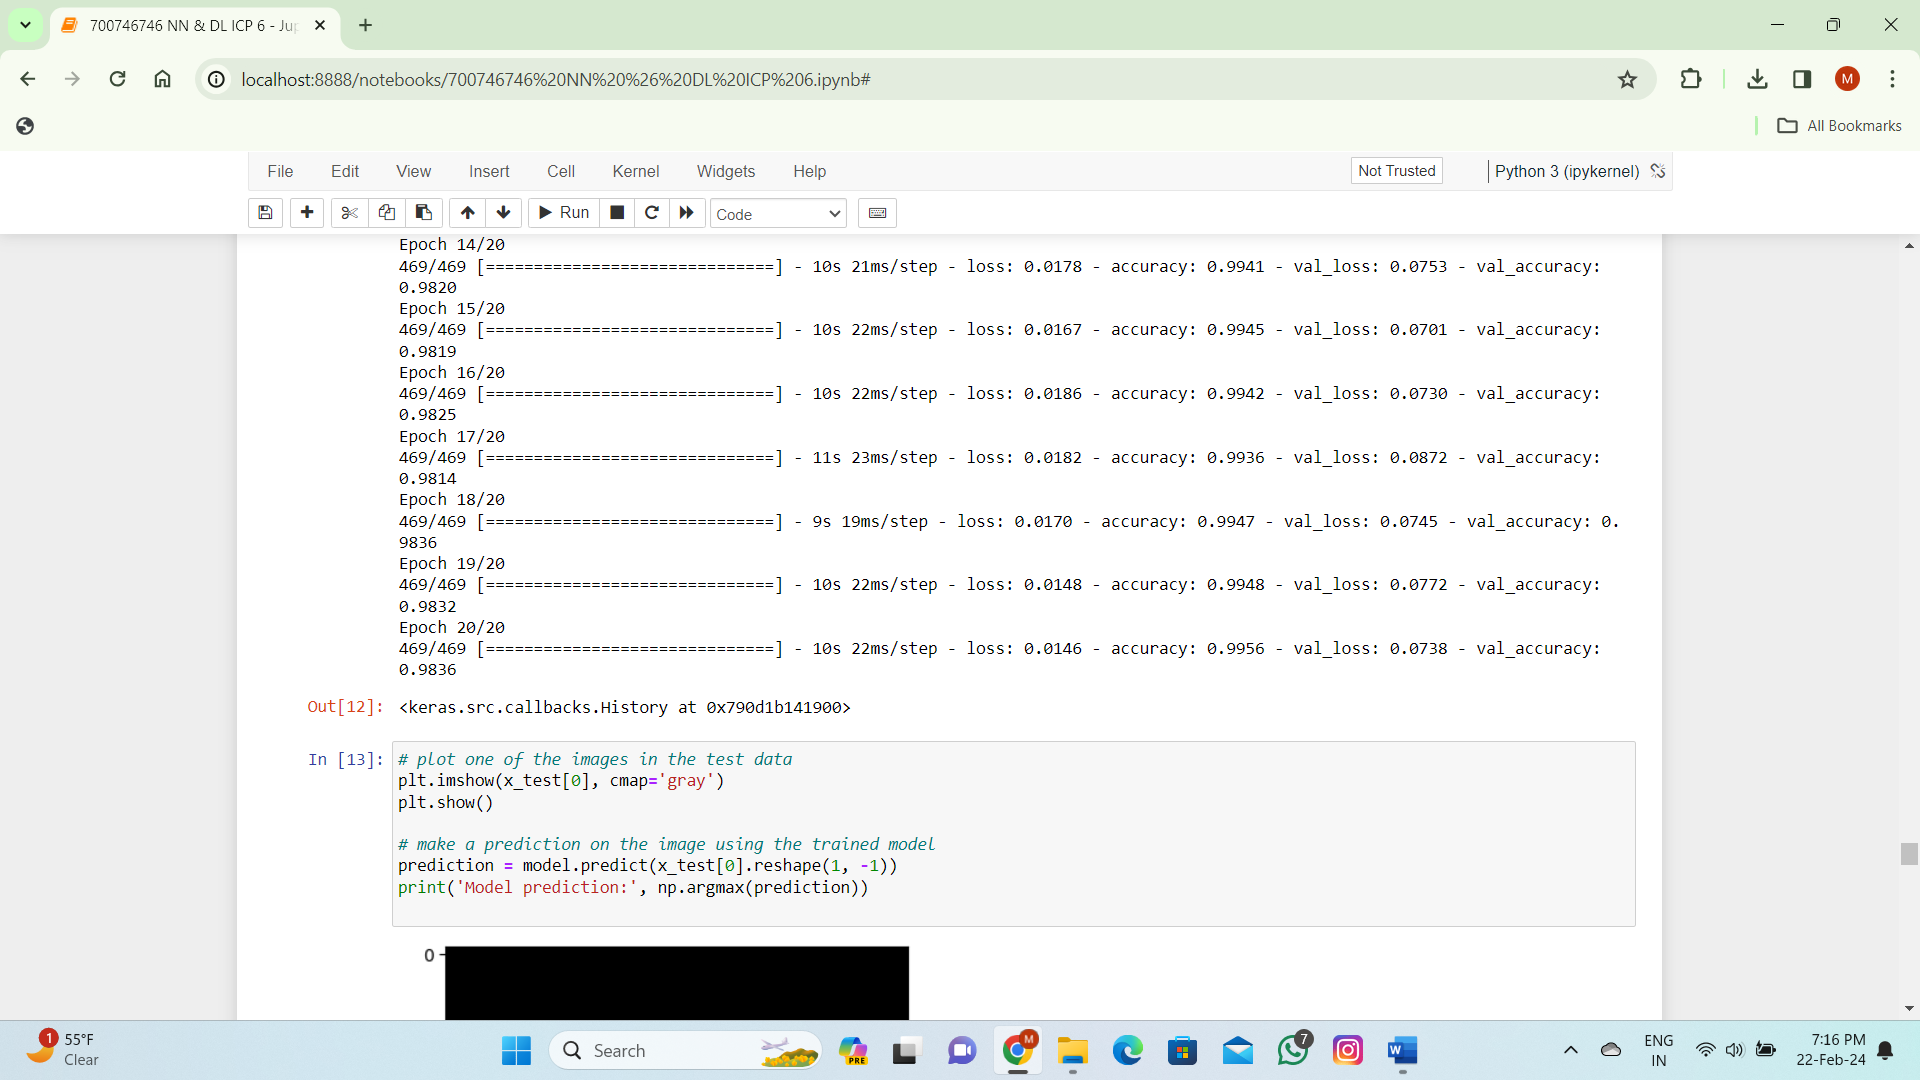 700746746 NN & DL ICP 6 - Jup
localhost:8888/notebooks/700746746%20NN%20%26%20DL%20ICP%206.ipynb#
M
All Bookmarks
File Edit View Insert Cell Kernel Widgets Help
Not Trusted
Python 3 (ipykernel)
Run
Code
Epoch 14/20
469/469 [==============================] - 10s 21ms/step - loss: 0.0178 - accuracy: 0.9941 - val_loss: 0.0753 - val_accuracy:
0.9820
Epoch 15/20
469/469 [==============================] - 10s 22ms/step - loss: 0.0167 - accuracy: 0.9945 - val_loss: 0.0701 - val_accuracy:
0.9819
Epoch 16/20
469/469 [==============================] - 10s 22ms/step - loss: 0.0186 - accuracy: 0.9942 - val_loss: 0.0730 - val_accuracy:
0.9825
Epoch 17/20
469/469 [==============================] - 11s 23ms/step - loss: 0.0182 - accuracy: 0.9936 - val_loss: 0.0872 - val_accuracy:
0.9814
Epoch 18/20
469/469 [==============================] - 9s 19ms/step - loss: 0.0170 - accuracy: 0.9947 - val_loss: 0.0745 - val_accuracy: 0.
9836
Epoch 19/20
469/469 [==============================] - 10s 22ms/step - loss: 0.0148 - accuracy: 0.9948 - val_loss: 0.0772 - val_accuracy:
0.9832
Epoch 20/20
469/469 [==============================] - 10s 22ms/step - loss: 0.0146 - accuracy: 0.9956 - val_loss: 0.0738 - val_accuracy:
0.9836
Out[12]: <keras.src.callbacks.History at 0x790d1b141900>
In [13]: # plot one of the images in the test data
plt.imshow(x_test[0], cmap='gray')
plt.show()
# make a prediction on the image using the trained model
prediction = model.predict(x_test[0].reshape(1, -1))
print('Model prediction:', np.argmax(prediction))
0
1
55°F
Clear
Search
PRE
M
7
W
ENG
IN
7:16 PM
22-Feb-24